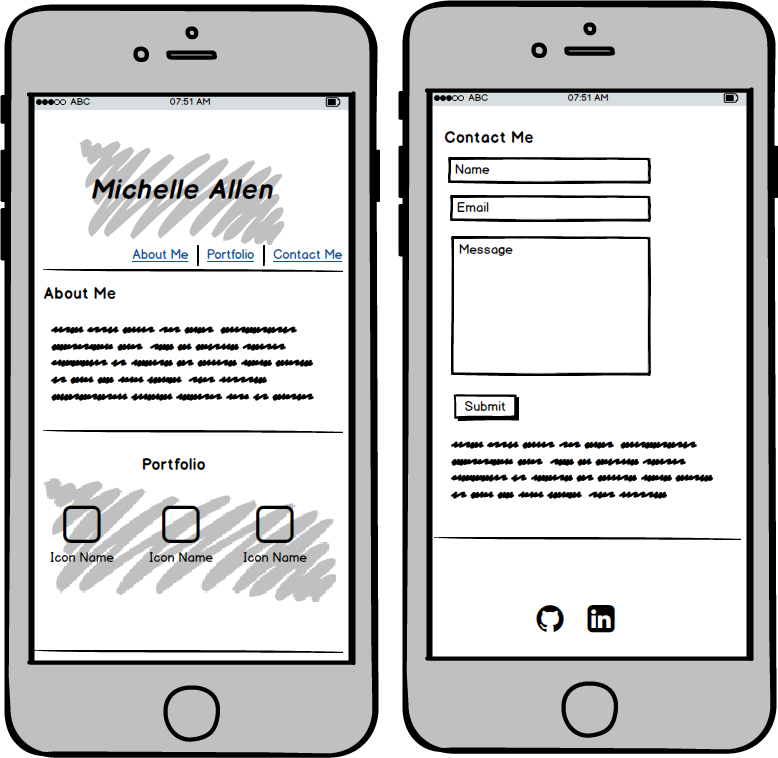 ABC 07:51 AM
Michelle Allen
About Me Portfolio Contact Me
About Me
Portfolio
Icon Name Icon Name Icon Name
ABC 07:51 AM
Contact Me
Name
Email
Message
Submit
in